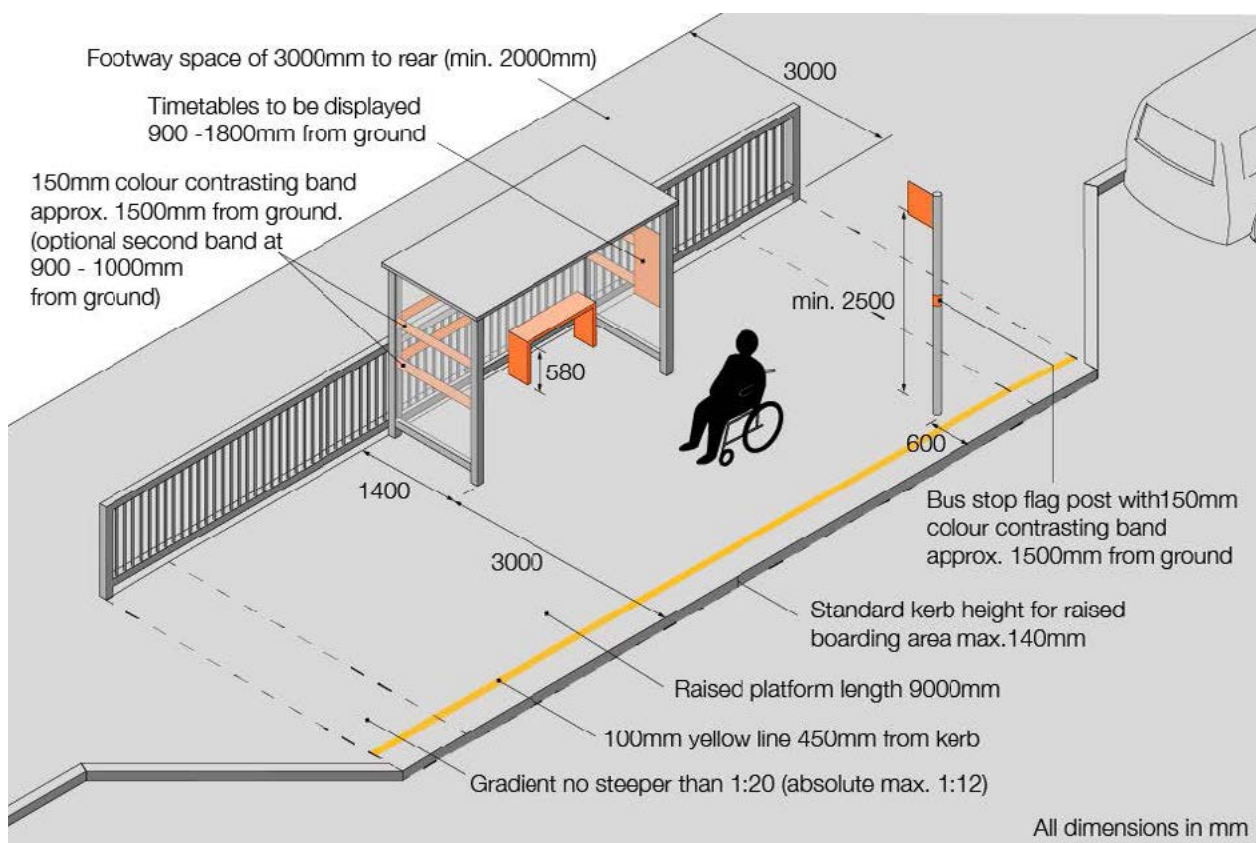 Footway space of 3000mm to rear (min. 2000mm)
3000
Timetables to be displayed
900 -1800mm from ground
150mm colour contrasting band
approx. 1500mm from ground.
(optional second band at
900 - 1000mm
from ground)
min. 2500
580
600
1400
Bus stop flag post with150mm
colour contrasting band
approx. 1500mm from ground
3000
Standard kerb height for raised
boarding area max.140mm
Raised platform length 9000mm
100mm yellow line 450mm from kerb
Gradient no steeper than 1:20 (absolute max. 1:12)
All dimensions in mm